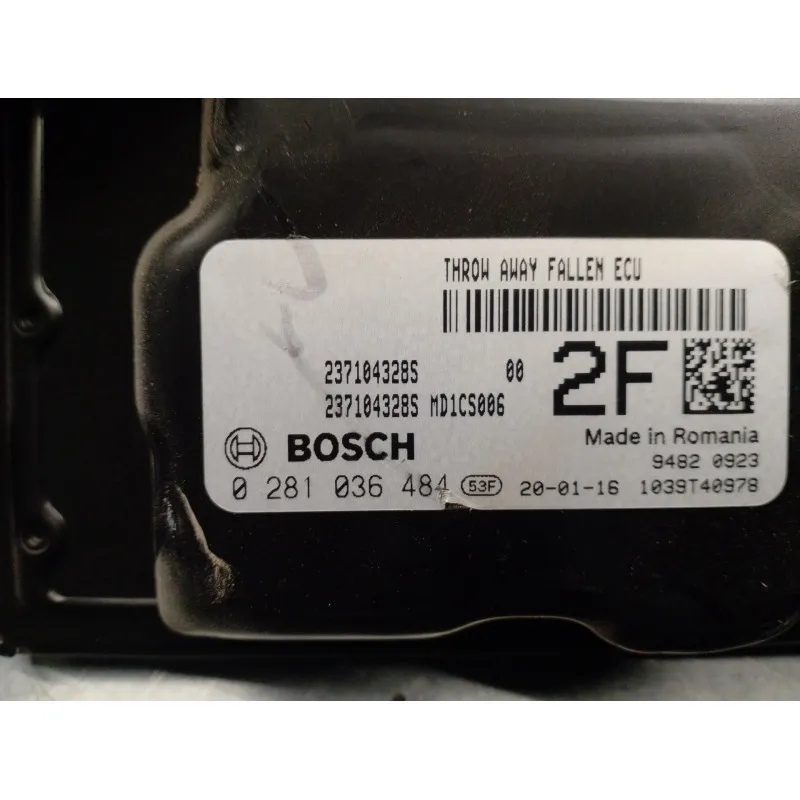 THROW AWAY FALLEN ECU
237104328S 00
237104328S MD1CS006
2F
BOSCH
Made in Romania
9482 0923
0 281 036 484 53F 20-01-16 1039T40978